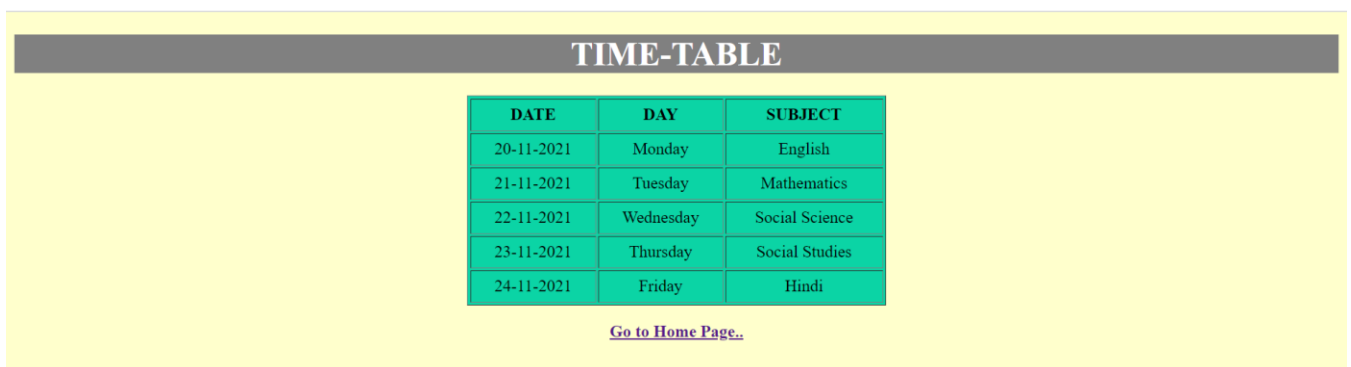 TIME-TABLE
DATE DAY SUBJECT
20-11-2021 Monday English
21-11-2021 Tuesday Mathematics
22-11-2021 Wednesday Social Science
23-11-2021 Thursday Social Studies
24-11-2021 Friday Hindi
Go to Home Page..